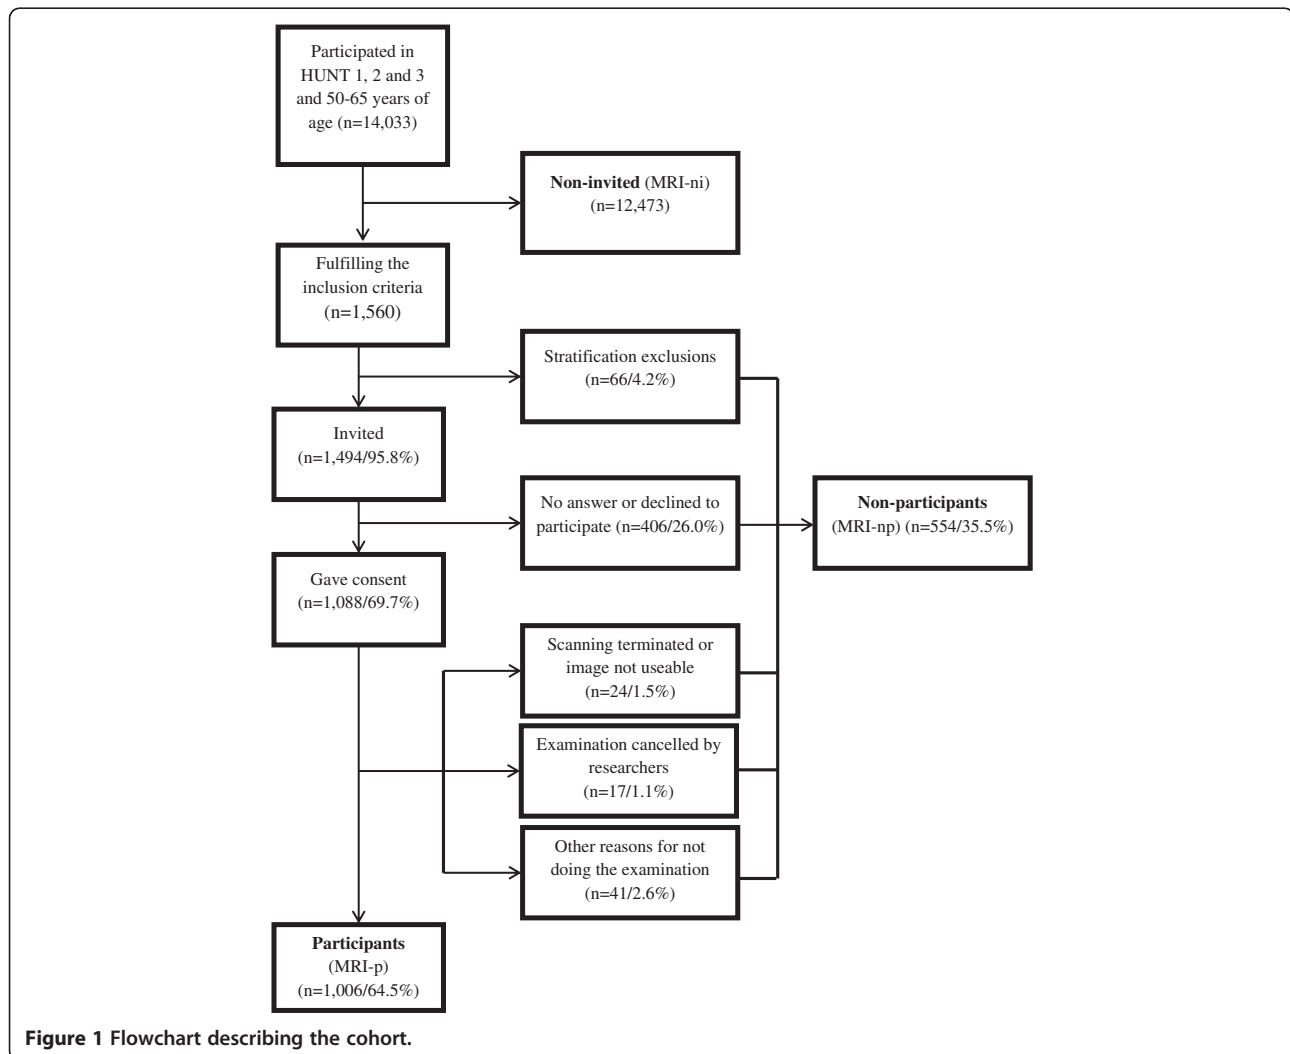 Participated in
HUNT 1, 2 and 3
and 50-65 years of
age (n=14,033)
Non-invited (MRI-ni)
(n=12,473)
Fulfilling the
inclusion criteria
(n=1,560)
Stratification exclusions
(n=66/4.2%)
Invited
(n=1,494/95.8%)
No answer or declined to
participate (n=406/26.0%)
Non-participants
(MRI-np) (n=554/35.5%)
Gave consent
(n=1,088/69.7%)
Scanning terminated or
image not useable
(n=24/1.5%)
Examination cancelled by
researchers
(n=17/1.1%)
Other reasons for not
doing the examination
(n=41/2.6%)
Participants
(MRI-p)
(n=1,006/64.5%)
Figure 1 Flowchart describing the cohort.